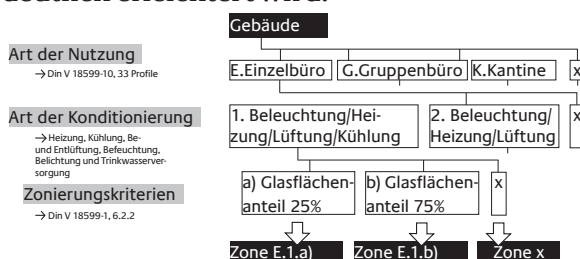 Gebäude
Art der Nutzung
→ Din V 18599-10, 33 Profile
E.Einzelbüro
G.Gruppenbüro
K.Kantine
x
Art der Konditionierung
→ Heizung, Kühlung, Be-
und Entlüftung, Befeuchtung,
Belichtung und Trinkwasserver-
sorgung
1. Beleuchtung/Hei-
zung/Lüftung/Kühlung
2. Beleuchtung/
Heizung/Lüftung
x
Zonierungskriterien
→ Din V 18599-1, 6.2.2
a) Glasflächen-
anteil 25%
b) Glasflächen-
anteil 75%
x
Zone E.1.a)
Zone E.1.b)
Zone x